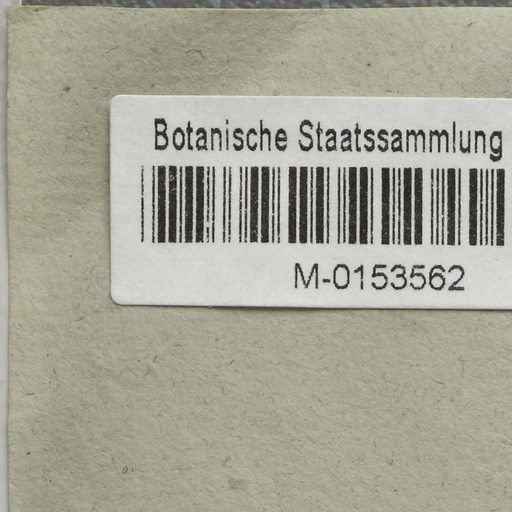 Botanische Staatssammlung
M-0153562